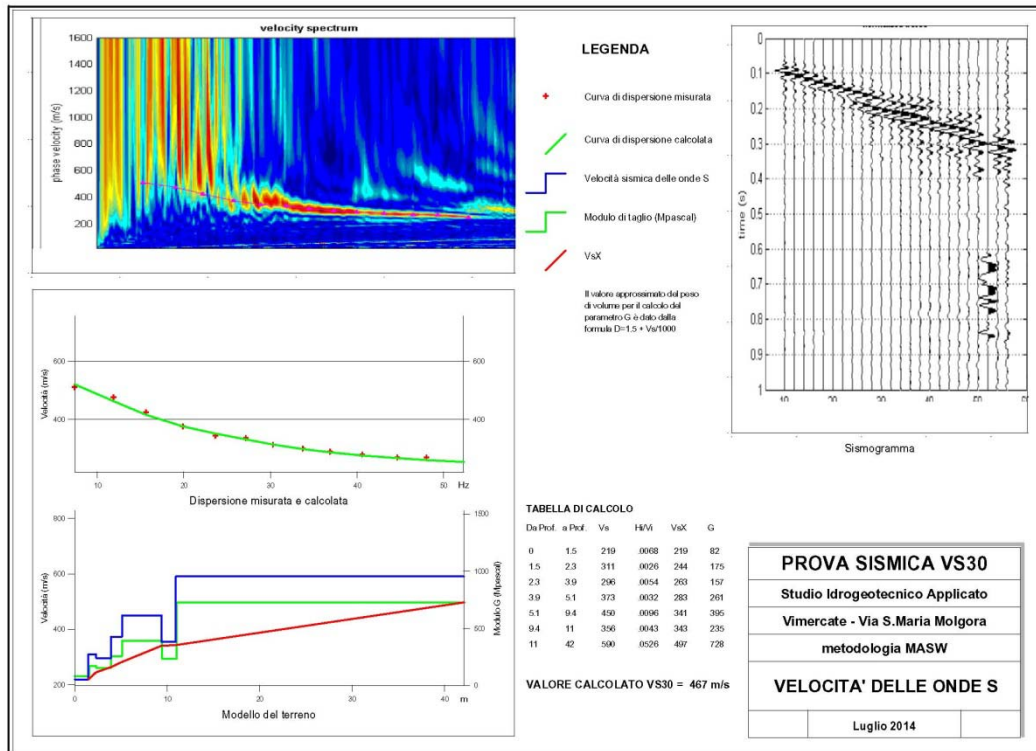 velocity spectrum
phase velocity (m/s)
1600
1400
1200
1000
800
600
400
200
LEGENDA
Curva di dispersione misurata
Curva di dispersione calcolata
Velocità sismica delle onde S
Modulo di taglio (Mpascal)
VsX
Il valore approssimato del peso
di volume per il calcolo del
parametro G è dato dalla
formula D=1.5 + Vs/1000
time (s)
0
0.1
0.2
0.3
0.4
0.5
0.6
0.7
0.8
0.9
1
10
20
30
40
50
Sismogramma
Velocità (m/s)
600
400
600
400
10 20 30 40 50 Hz
Dispersione misurata e calcolata
Velocità (m/s)
800
600
400
200
Modulo G (Mpascal)
1500
1000
500
0
0 10 20 30 40 m
Modello del terreno
TABELLA DI CALCOLO
Da Prof. a Prof. Vs Hi/Vi VsX G
0 1.5 219 .0068 219 82
1.5 2.3 311 .0026 244 175
2.3 3.9 296 .0054 263 157
3.9 5.1 373 .0032 283 261
5.1 9.4 450 .0096 341 395
9.4 11 356 .0043 343 235
11 42 590 .0526 497 728
VALORE CALCOLATO VS30 = 467 m/s
PROVA SISMICA VS30
Studio Idrogeotecnico Applicato
Vimercate - Via S.Maria Molgora
metodologia MASW
VELOCITA' DELLE ONDE S
Luglio 2014